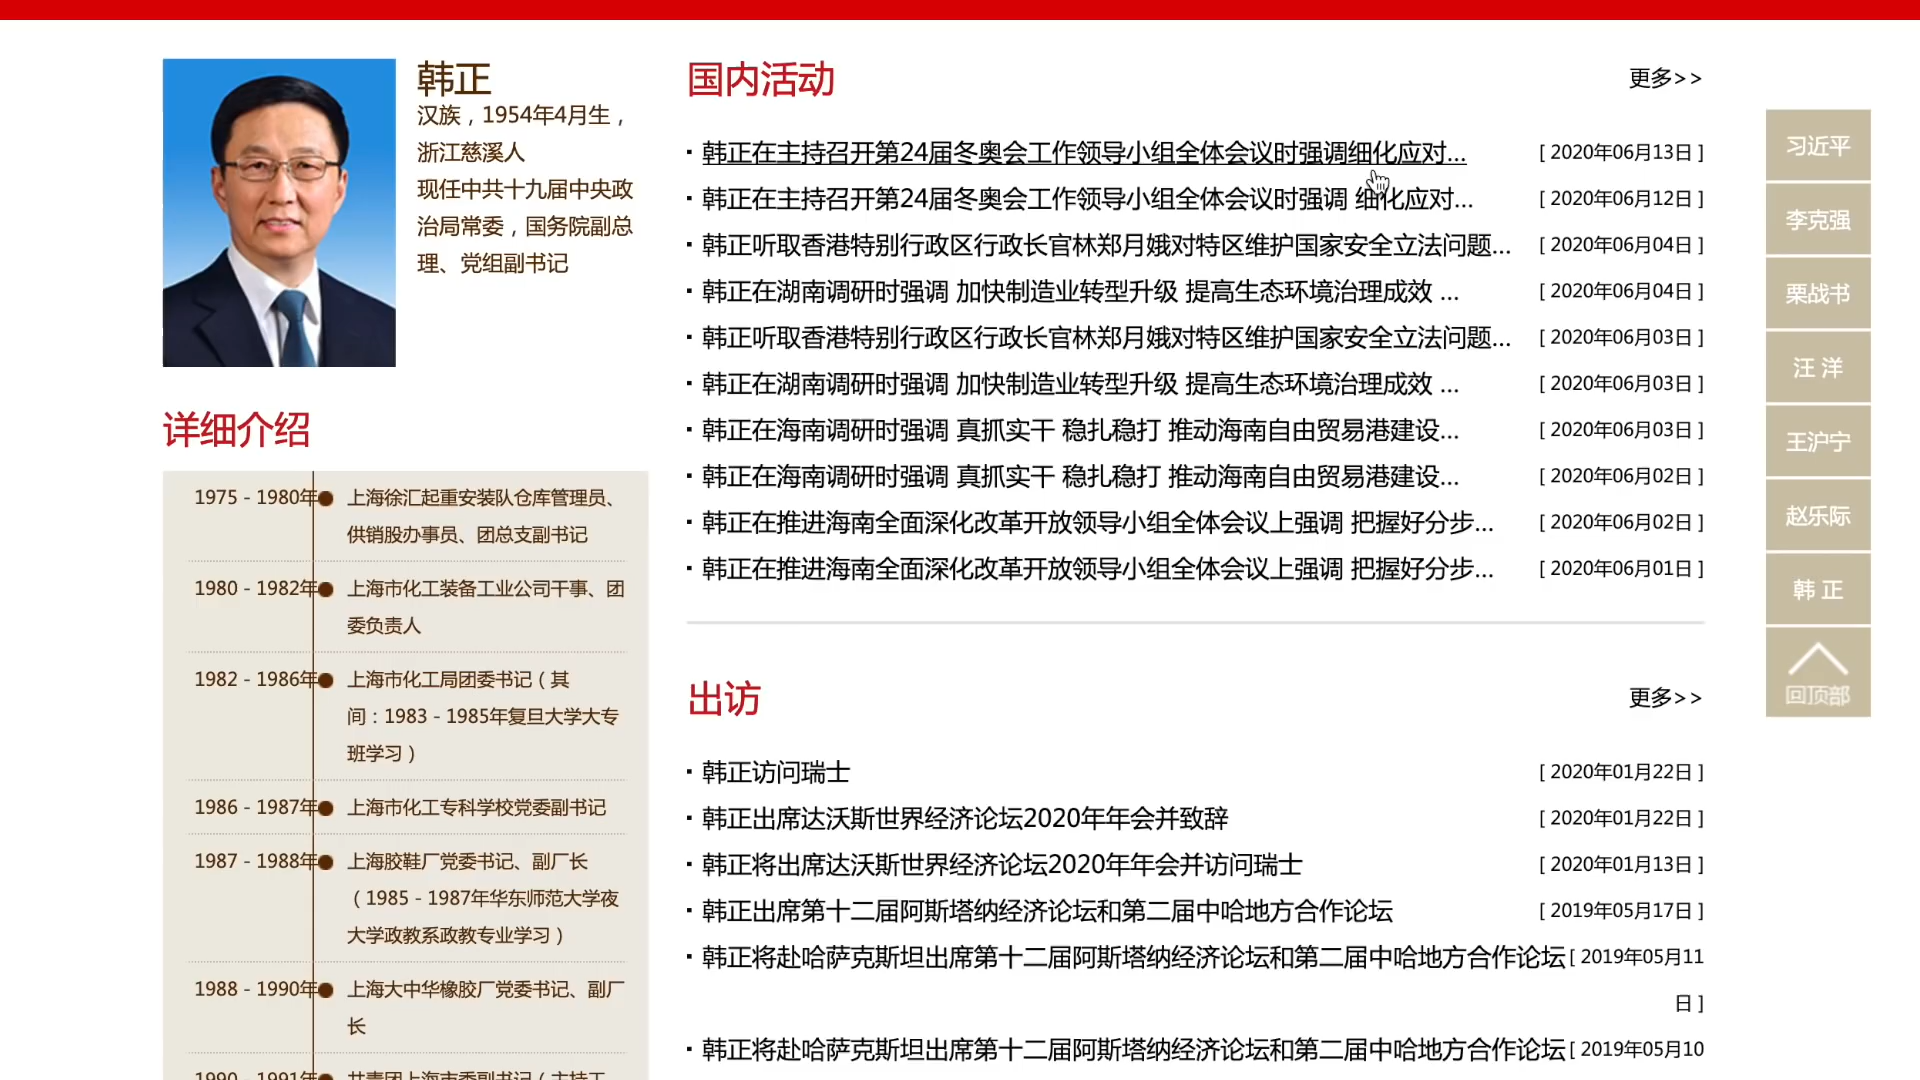 韩正
汉族，1954年4月生，
浙江慈溪人
现任中共十九届中央政
治局常委，国务院副总
理、党组副书记
详细介绍
1975 - 1980年 上海徐汇起重安装队仓库管理员、
供销股办事员、团总支副书记
1980 - 1982年 上海市化工装备工业公司干事、团
委负责人
1982 - 1986年 上海市化工局团委书记（其
间：1983 - 1985年复旦大学大专
班学习）
1986 - 1987年 上海市化工专科学校党委副书记
1987 - 1988年 上海胶鞋厂党委书记、副厂长
（1985 - 1987年华东师范大学夜
大学政教系政教专业学习）
1988 - 1990年 上海大中华橡胶厂党委书记、副厂
长
1990 - 1991年 共青团上海市委副书记（主持工
国内活动 更多>>
· 韩正在主持召开第24届冬奥会工作领导小组全体会议时强调细化应对... [ 2020年06月13日 ]
· 韩正在主持召开第24届冬奥会工作领导小组全体会议时强调 细化应对... [ 2020年06月12日 ]
· 韩正听取香港特别行政区行政长官林郑月娥对特区维护国家安全立法问题... [ 2020年06月04日 ]
· 韩正在湖南调研时强调 加快制造业转型升级 提高生态环境治理成效 ... [ 2020年06月04日 ]
· 韩正听取香港特别行政区行政长官林郑月娥对特区维护国家安全立法问题... [ 2020年06月03日 ]
· 韩正在湖南调研时强调 加快制造业转型升级 提高生态环境治理成效 ... [ 2020年06月03日 ]
· 韩正在海南调研时强调 真抓实干 稳扎稳打 推动海南自由贸易港建设... [ 2020年06月03日 ]
· 韩正在海南调研时强调 真抓实干 稳扎稳打 推动海南自由贸易港建设... [ 2020年06月02日 ]
· 韩正在推进海南全面深化改革开放领导小组全体会议上强调 把握好分步... [ 2020年06月02日 ]
· 韩正在推进海南全面深化改革开放领导小组全体会议上强调 把握好分步... [ 2020年06月01日 ]
出访 更多>>
· 韩正访问瑞士 [ 2020年01月22日 ]
· 韩正出席达沃斯世界经济论坛2020年年会并致辞 [ 2020年01月22日 ]
· 韩正将出席达沃斯世界经济论坛2020年年会并访问瑞士 [ 2020年01月13日 ]
· 韩正出席第十二届阿斯塔纳经济论坛和第二届中哈地方合作论坛 [ 2019年05月17日 ]
· 韩正将赴哈萨克斯坦出席第十二届阿斯塔纳经济论坛和第二届中哈地方合作论坛 [ 2019年05月11
日 ]
· 韩正将赴哈萨克斯坦出席第十二届阿斯塔纳经济论坛和第二届中哈地方合作论坛 [ 2019年05月10
习近平
李克强
栗战书
汪 洋
王沪宁
赵乐际
韩 正
回顶部